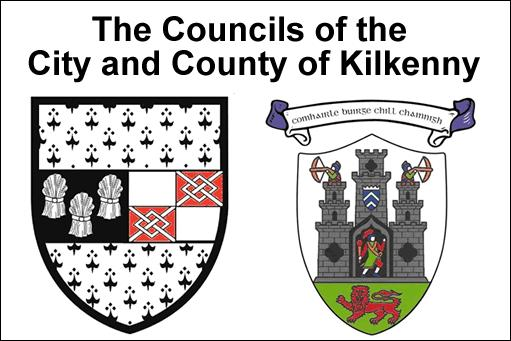 The Councils of the
City and County of Kilkenny
Comhairle Buirge Chill Chainnigh